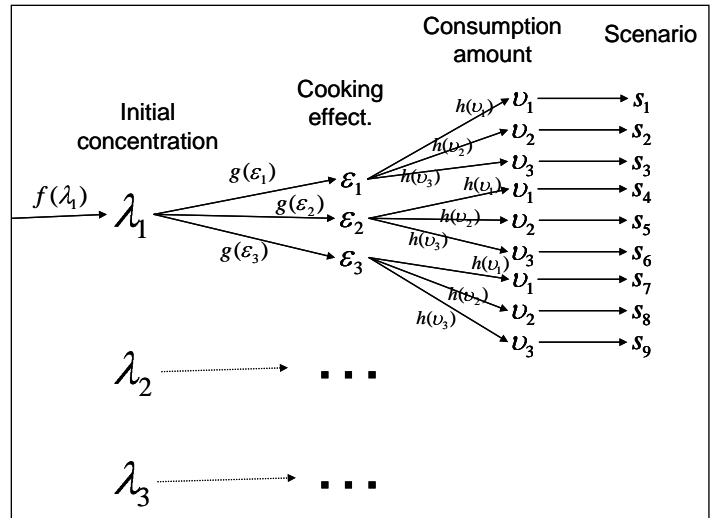 Consumption amount Scenario
Initial concentration
Cooking effect.
f(λ₁)
λ₁
g(ε₁)
g(ε₂)
g(ε₃)
ε₁
ε₂
ε₃
h(υ₁) υ₁ s₁
h(υ₂) υ₂ s₂
h(υ₃) υ₃ s₃
h(υ₁) υ₁ s₄
h(υ₂) υ₂ s₅
h(υ₃) υ₃ s₆
h(υ₁) υ₁ s₇
h(υ₂) υ₂ s₈
h(υ₃) υ₃ s₉
λ₂ ...
λ₃ ...